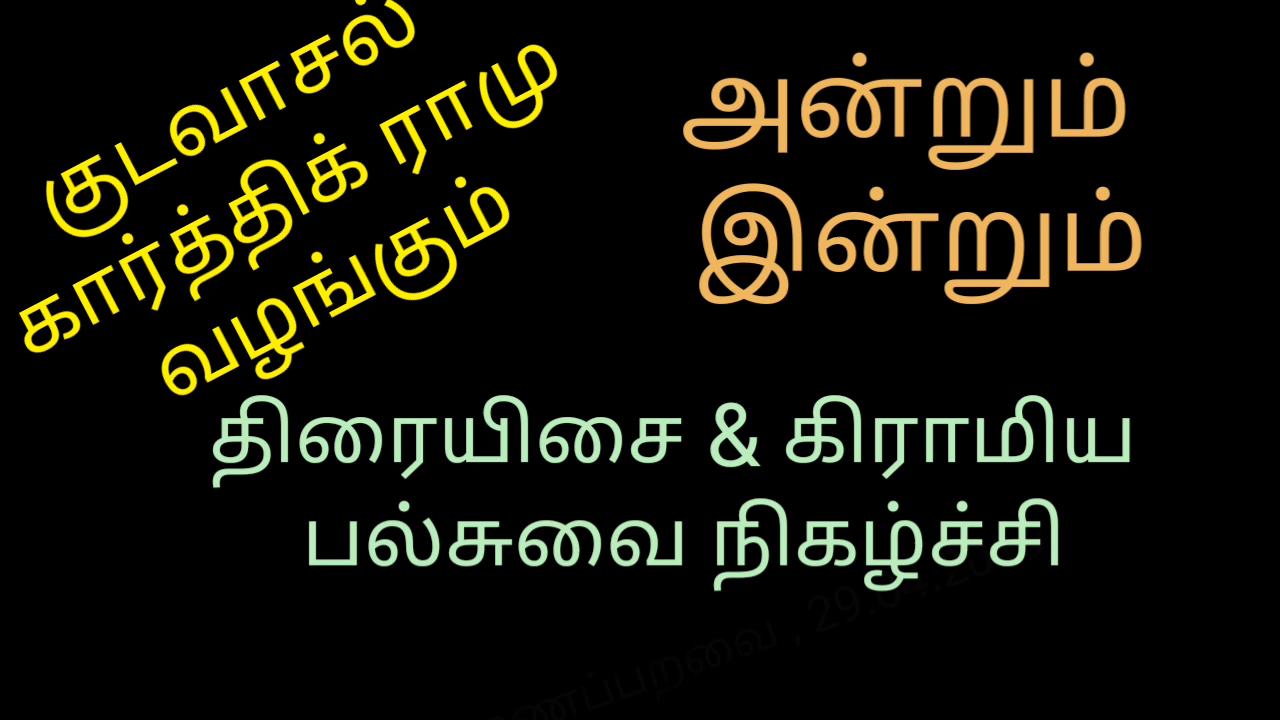 குடவாசல்
கார்த்திக் ராமு
வழங்கும்
அன்றும்
இன்றும்
திரையிசை & கிராமிய
பல்சுவை நிகழ்ச்சி